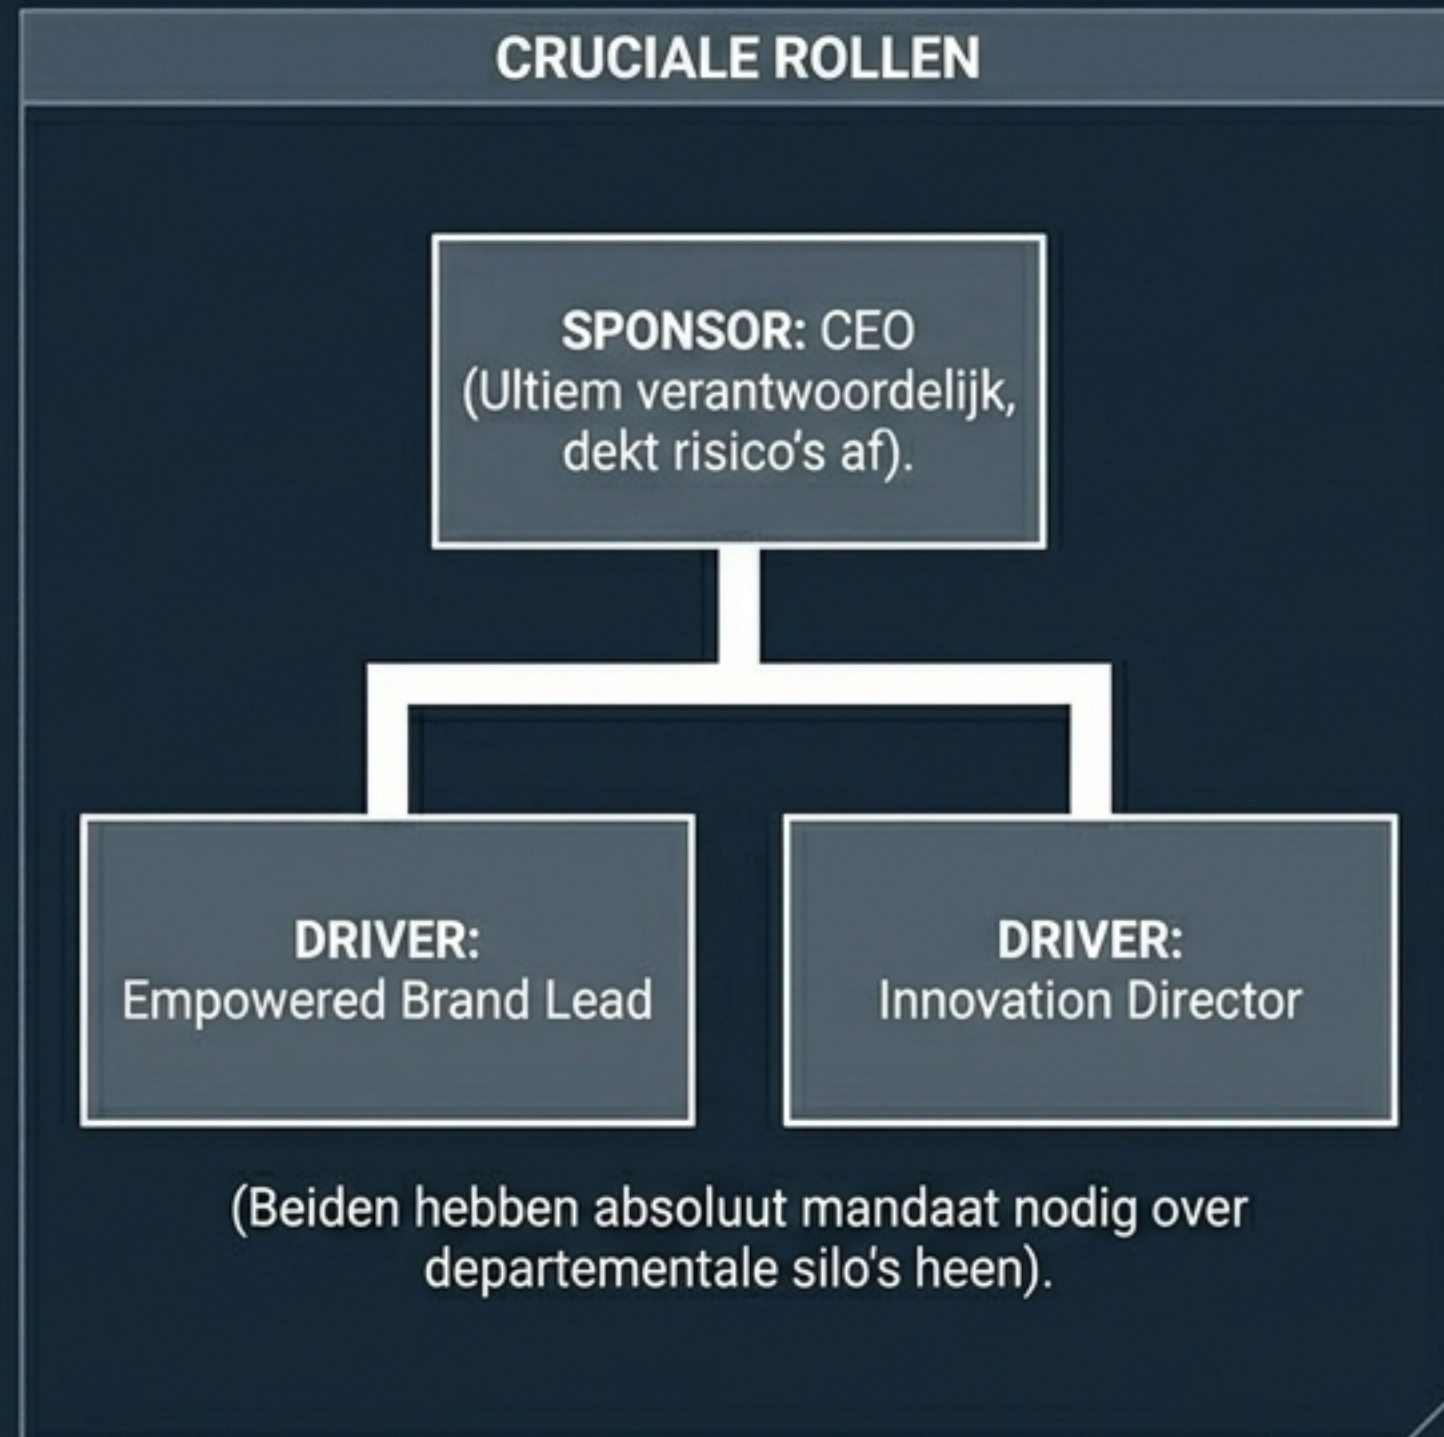 CRUCIALE ROLLEN
SPONSOR: CEO
(Ultiem verantwoordelijk,
dekt risico's af).
DRIVER:
Empowered Brand Lead
DRIVER:
Innovation Director
(Beiden hebben absoluut mandaat nodig over
departementale silo's heen).